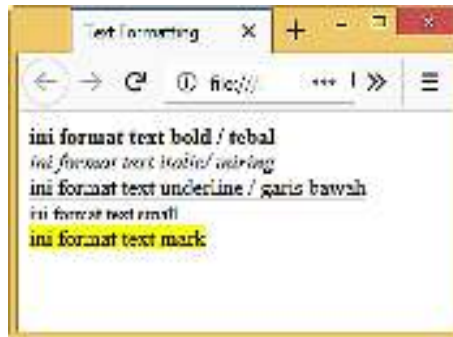 Text Formatting
file:///
ini format text bold / tebal
ini format text italic/ miring
ini format text underline / garis bawah
ini format text small
ini format text mark